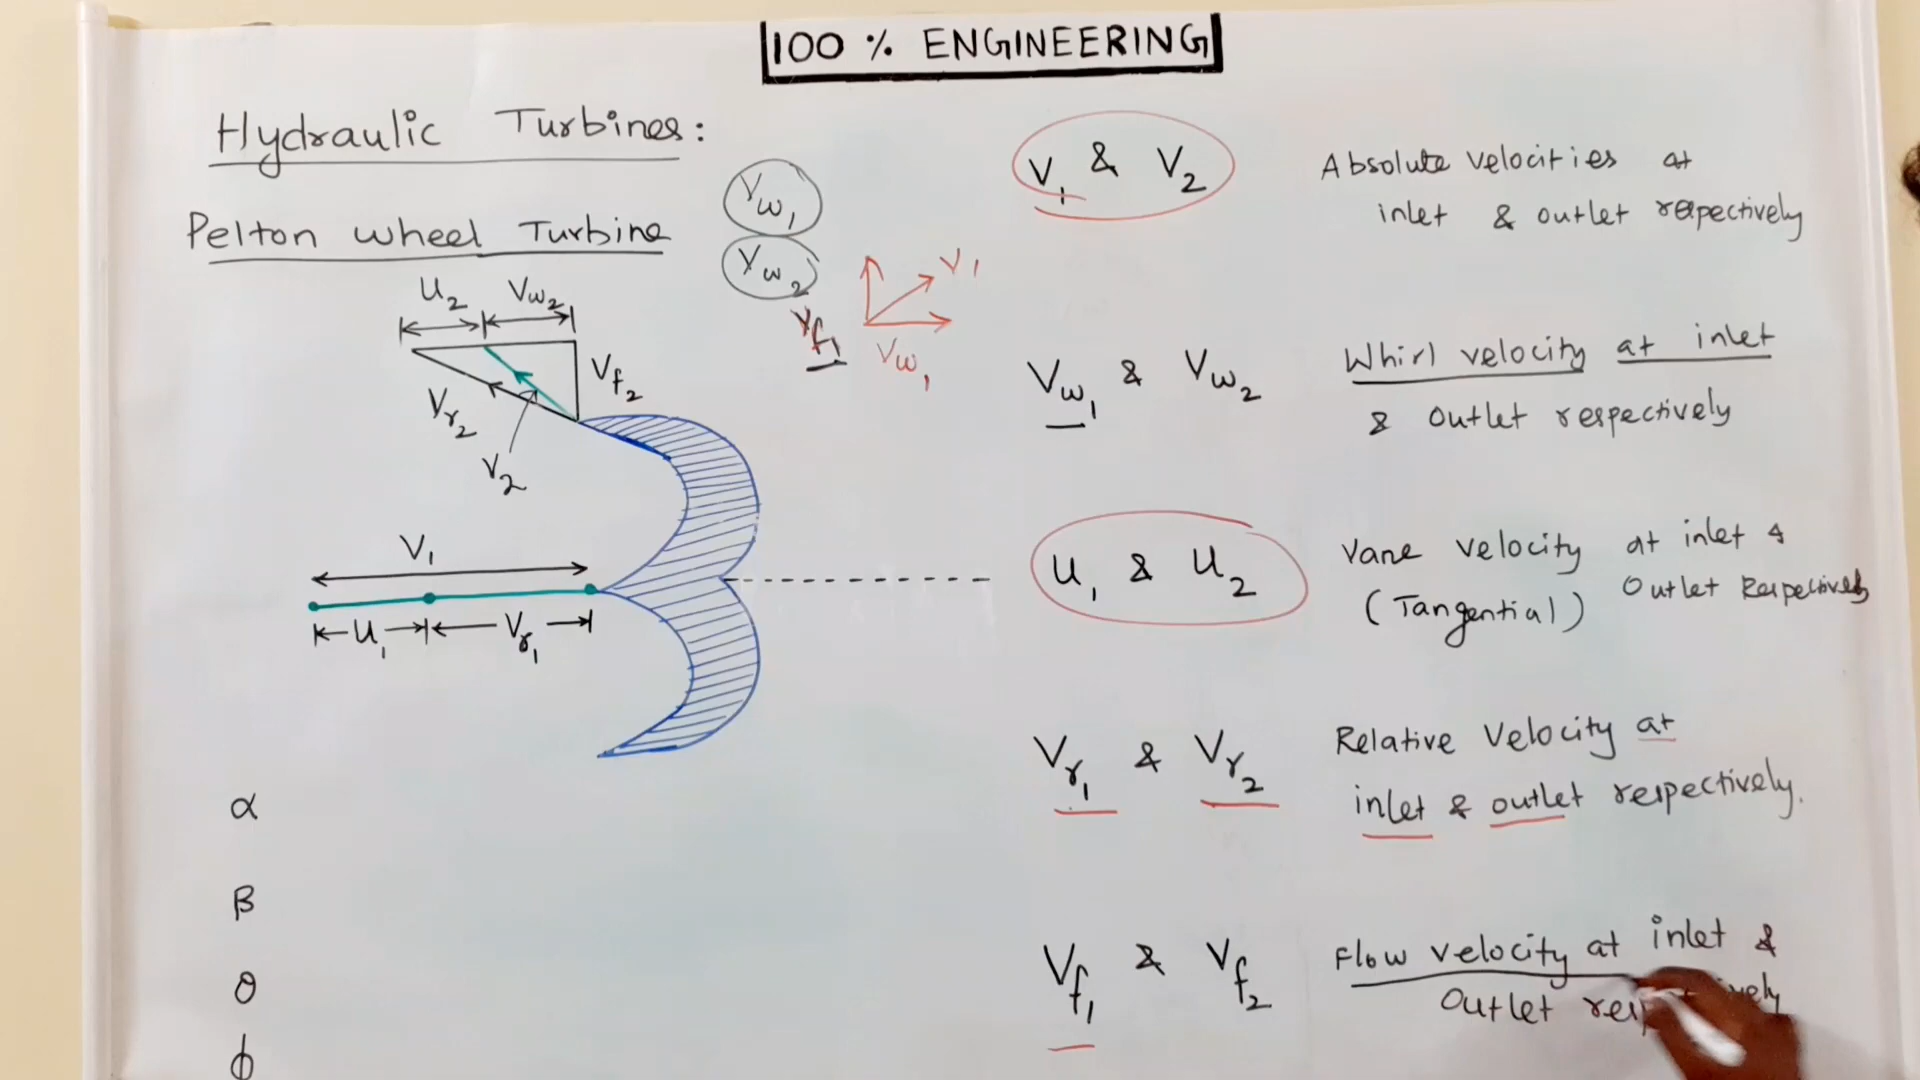 100 % ENGINEERING
Hydraulic Turbines:
Pelton wheel Turbine
Vw1
Vw2
Vf1
V1
Vw1
U2
Vw2
Vf2
Vr2
V2
V1
U1
Vr1
α
β
θ
ϕ
V1 & V2
Absolute velocities at
inlet & outlet respectively
Vw1 & Vw2
Whirl velocity at inlet
& outlet respectively
U1 & U2
Vane velocity at inlet &
(Tangential) Outlet Respectively
Vr1 & Vr2
Relative Velocity at
inlet & outlet respectively.
Vf1 & Vf2
Flow velocity at inlet &
Outlet